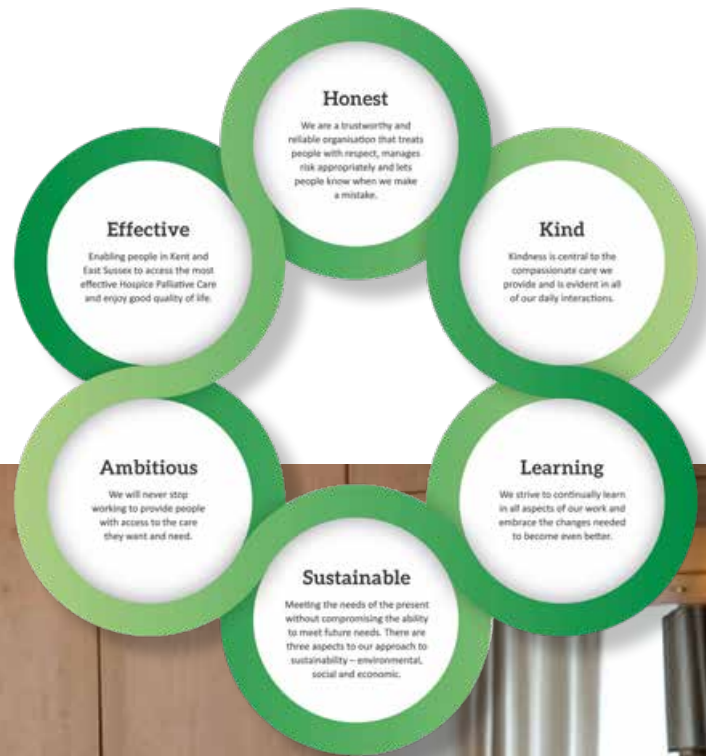 Honest
We are a trustworthy and
reliable organisation that treats
people with respect, manages
risk appropriately and lets
people know when we make
a mistake.
Kind
Kindness is central to the
compassionate care we
provide and is evident in all
of our daily interactions.
Learning
We strive to continually learn
in all aspects of our work and
embrace the changes needed
to become even better.
Sustainable
Meeting the needs of the present
without compromising the ability
to meet future needs. There are
three aspects to our approach to
sustainability – environmental,
social and economic.
Ambitious
We will never stop
working to provide people
with access to the care
they want and need.
Effective
Enabling people in Kent and
East Sussex to access the most
effective Hospice Palliative Care
and enjoy good quality of life.